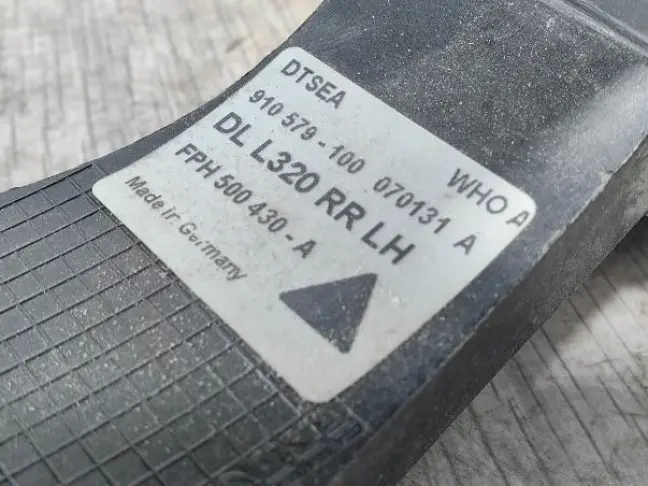 DTSEA WHO A
910 579-100 070131 A
DL L320 RR LH
FPH 500 430-A
Made in Germany